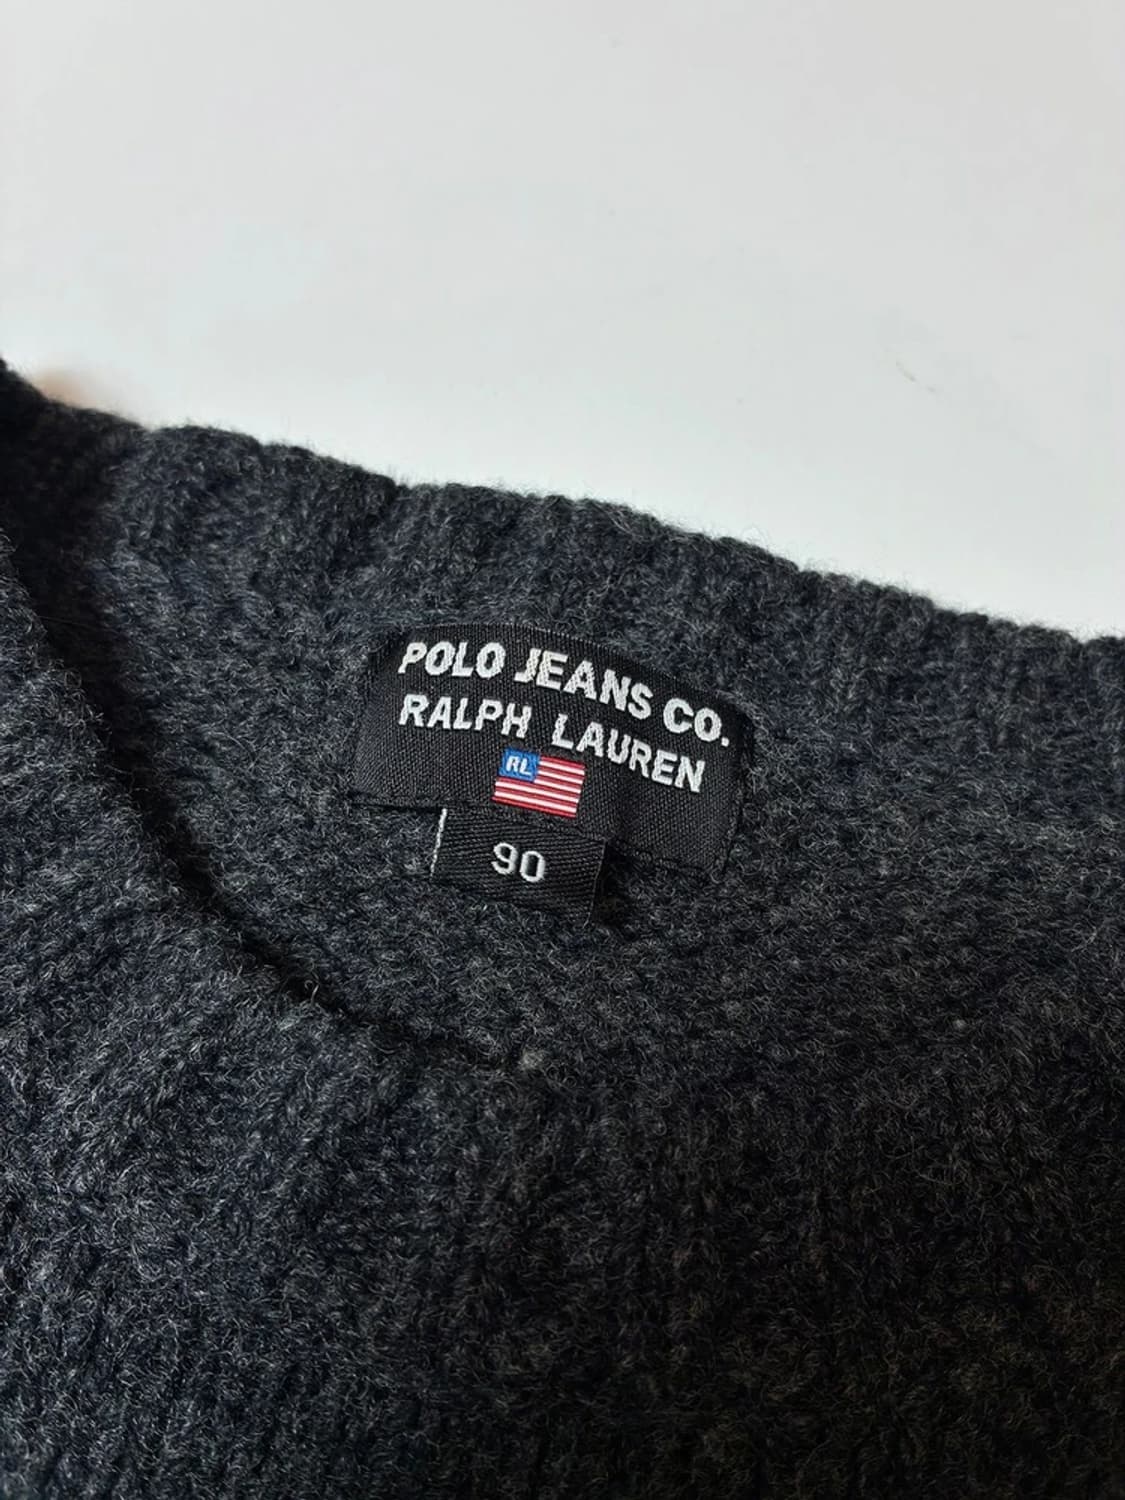 POLO JEANS CO.
RALPH LAUREN
RL
90